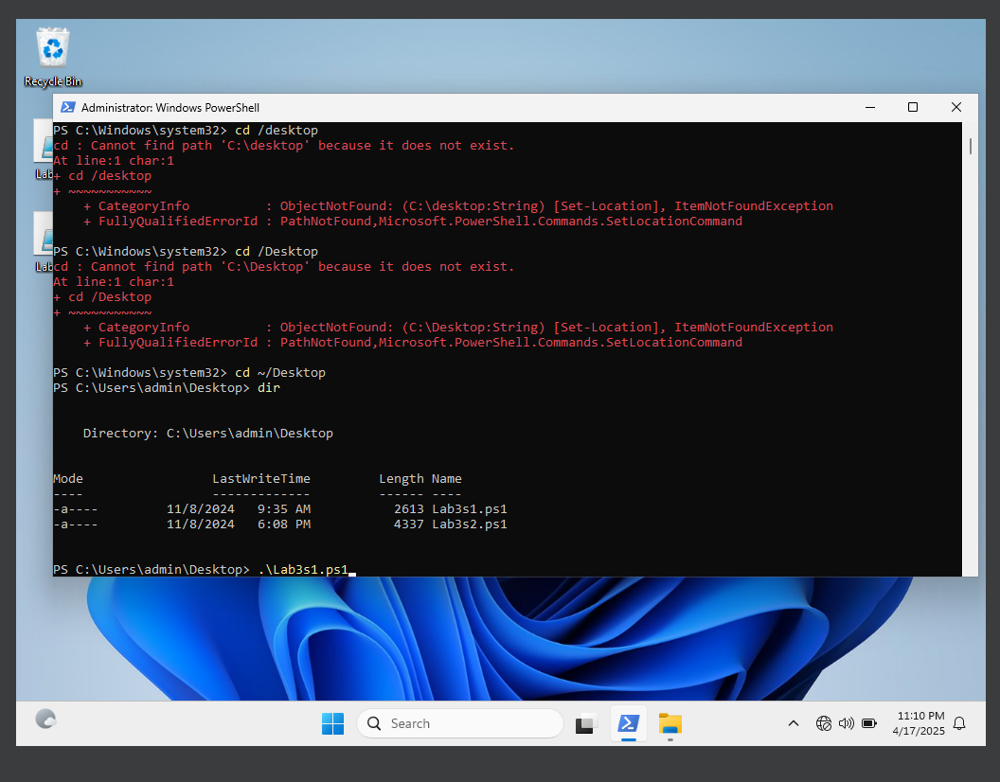 Recycle Bin
Administrator: Windows PowerShell
PS C:\Windows\system32> cd /desktop
cd : Cannot find path 'C:\desktop' because it does not exist.
At line:1 char:1
+ cd /desktop
+ ~~~~~~~~~~~
    + CategoryInfo          : ObjectNotFound: (C:\desktop:String) [Set-Location], ItemNotFoundException
    + FullyQualifiedErrorId : PathNotFound,Microsoft.PowerShell.Commands.SetLocationCommand
PS C:\Windows\system32> cd /Desktop
cd : Cannot find path 'C:\Desktop' because it does not exist.
At line:1 char:1
+ cd /Desktop
+ ~~~~~~~~~~~
    + CategoryInfo          : ObjectNotFound: (C:\Desktop:String) [Set-Location], ItemNotFoundException
    + FullyQualifiedErrorId : PathNotFound,Microsoft.PowerShell.Commands.SetLocationCommand
PS C:\Windows\system32> cd ~/Desktop
PS C:\Users\admin\Desktop> dir
    Directory: C:\Users\admin\Desktop
Mode                 LastWriteTime         Length Name
----                 -------------         ------ ----
-a----         11/8/2024   9:35 AM           2613 Lab3s1.ps1
-a----         11/8/2024   6:08 PM           4337 Lab3s2.ps1
PS C:\Users\admin\Desktop> .\Lab3s1.ps1
Lab
Lab
Search
11:10 PM
4/17/2025